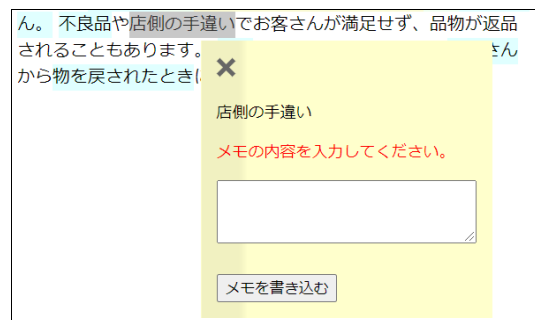 ん。 不良品や店側の手違いでお客さんが満足せず、品物が返品
されることもあります。
さん
から物を戻されたとき
×
店側の手違い
メモの内容を入力してください。
メモを書き込む